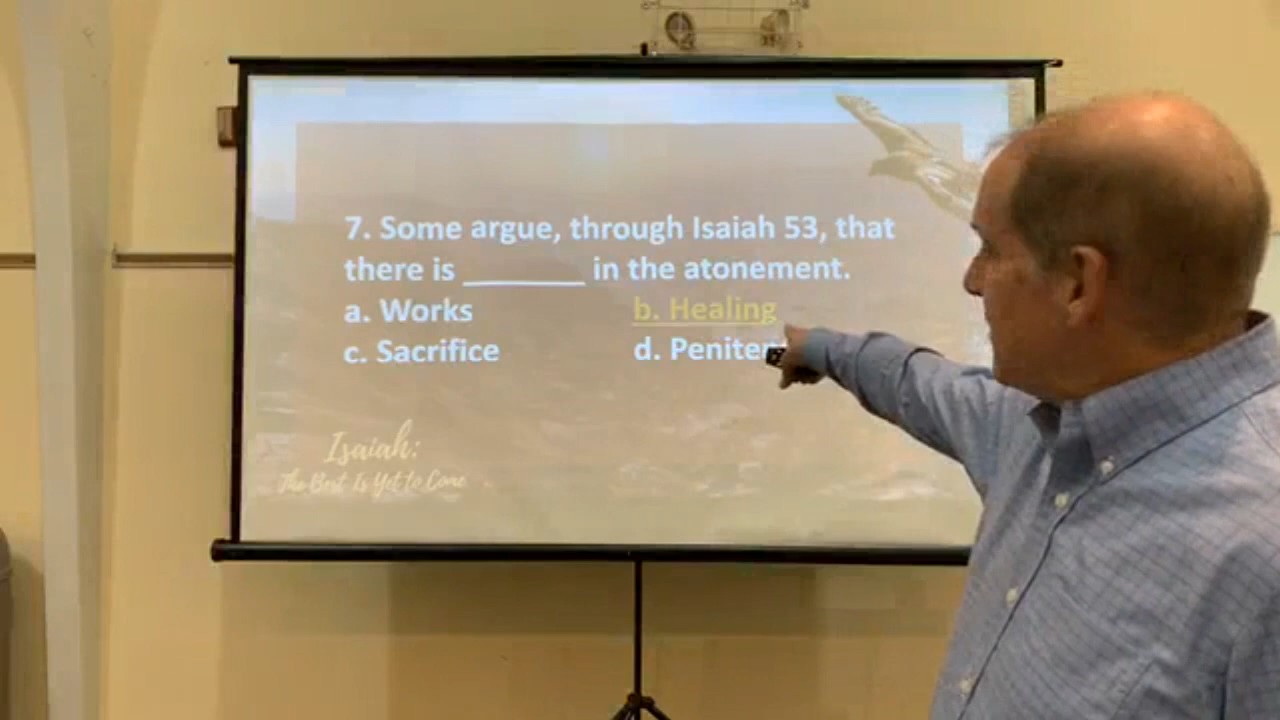 7. Some argue, through Isaiah 53, that
there is _______ in the atonement.
a. Works b. Healing
c. Sacrifice d.
Isaiah:
The Best Is Yet to Come